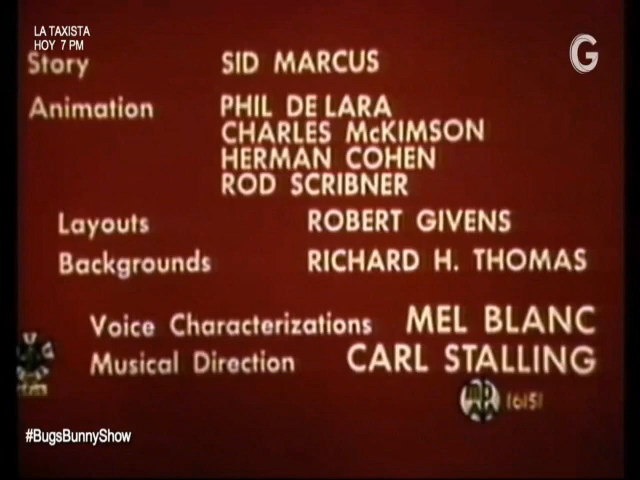 LA TAXISTA
HOY 7 PM
G
Story SID MARCUS
Animation PHIL DE LARA
CHARLES McKIMSON
HERMAN COHEN
ROD SCRIBNER
Layouts ROBERT GIVENS
Backgrounds RICHARD H. THOMAS
Voice Characterizations MEL BLANC
Musical Direction CARL STALLING
#BugsBunnyShow